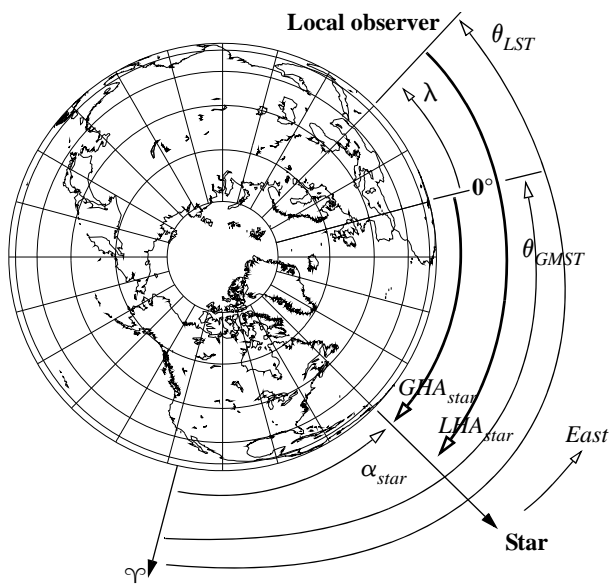 Local observer
θLST
λ
0°
θGMST
GHAstar
LHAstar
East
αstar
Star
♈